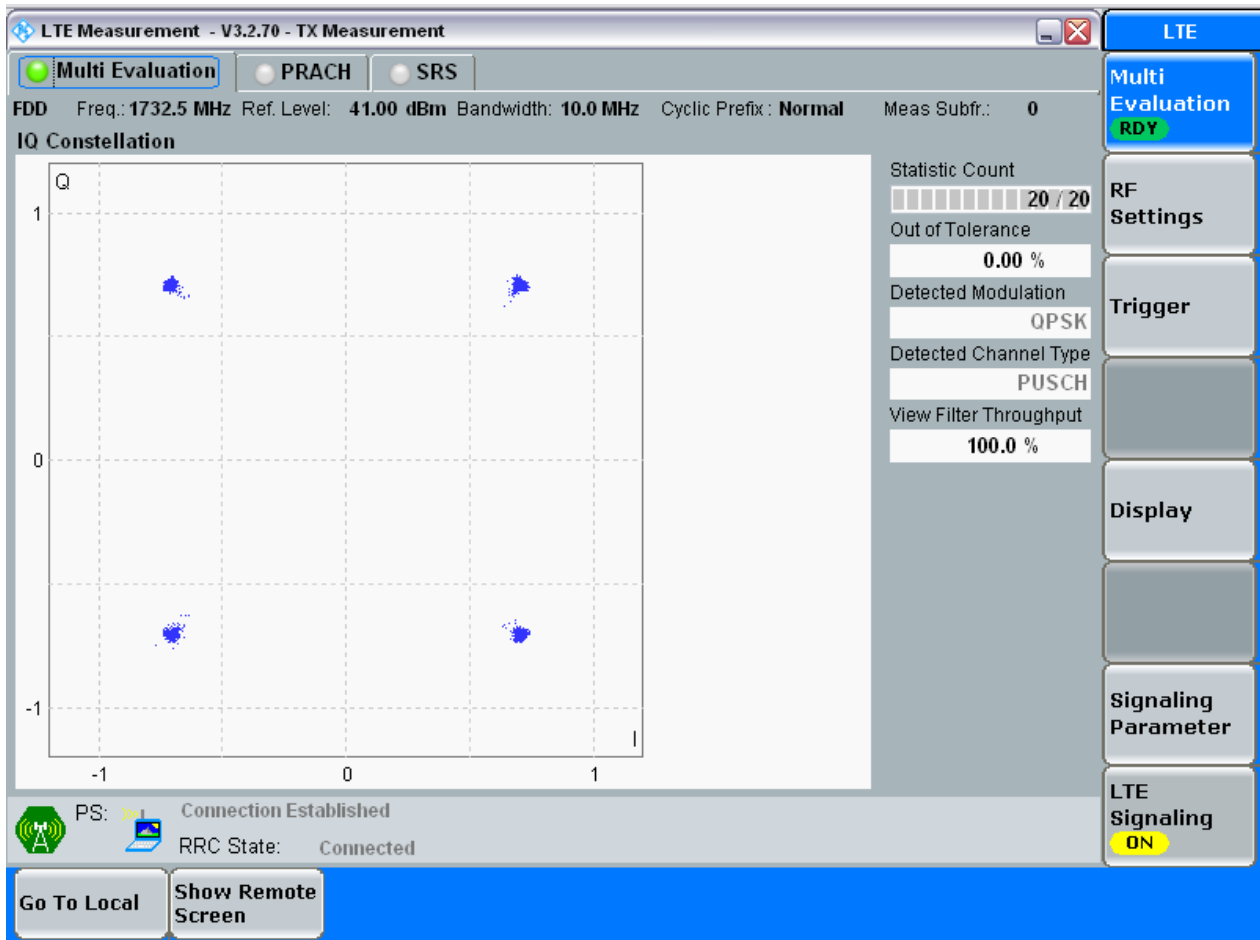 LTE Measurement - V3.2.70 - TX Measurement
LTE
Multi Evaluation PRACH SRS
FDD Freq.: 1732.5 MHz Ref. Level: 41.00 dBm Bandwidth: 10.0 MHz Cyclic Prefix : Normal Meas Subfr.: 0
IQ Constellation
Q
1
0
-1
I
-1 0 1
Statistic Count
20 / 20
Out of Tolerance
0.00 %
Detected Modulation
QPSK
Detected Channel Type
PUSCH
View Filter Throughput
100.0 %
PS: Connection Established
RRC State: Connected
Multi
Evaluation
RDY
RF
Settings
Trigger
Display
Signaling
Parameter
LTE
Signaling
ON
Go To Local
Show Remote
Screen